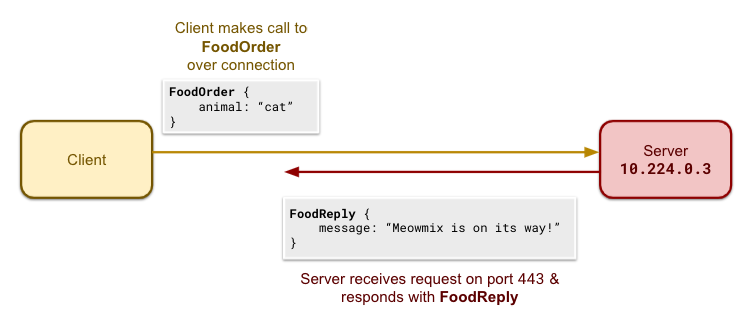 Client makes call to
FoodOrder
over connection
FoodOrder {
    animal: “cat”
}
Client
Server
10.224.0.3
FoodReply {
    message: “Meowmix is on its way!”
}
Server receives request on port 443 &
responds with FoodReply